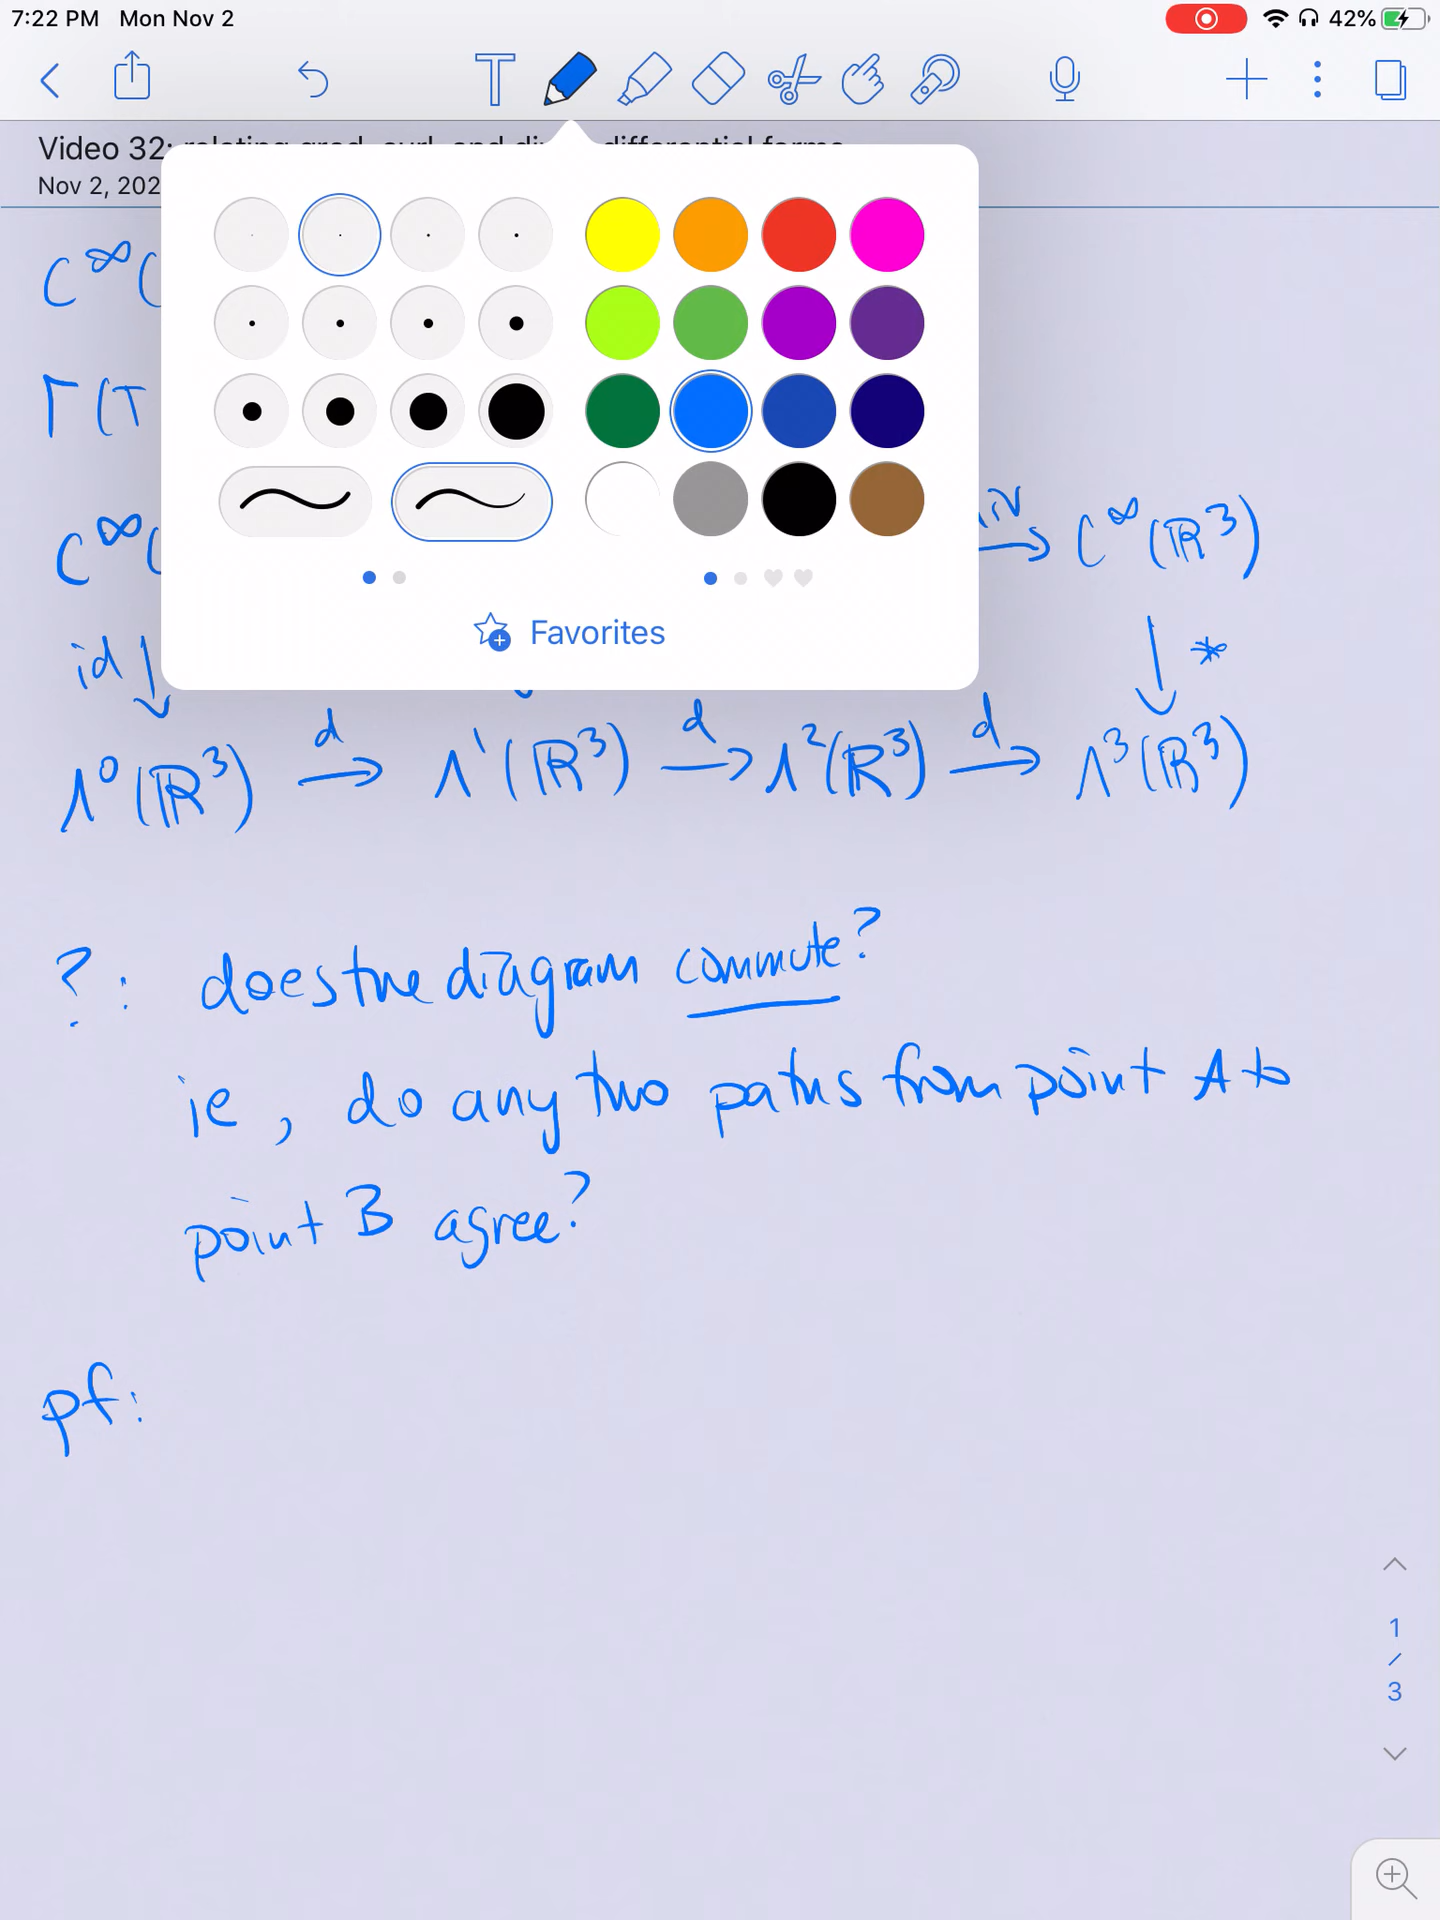 7:22 PM Mon Nov 2 42%
Video 32:
Nov 2, 202
C∞(
Γ(T
C∞( → C∞(ℝ³)
id ↓ ↓ *
Λ⁰(ℝ³) d→ Λ¹(ℝ³) d→ Λ²(ℝ³) d→ Λ³(ℝ³)
?: does the diagram commute?
ie, do any two paths from point A to
point B agree?
pf:
Favorites
1
/
3